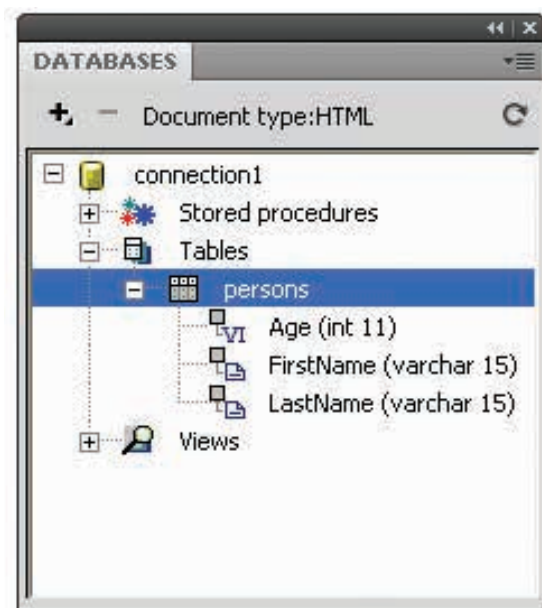 DATABASES
Document type:HTML
connection1
Stored procedures
Tables
persons
Age (int 11)
FirstName (varchar 15)
LastName (varchar 15)
Views